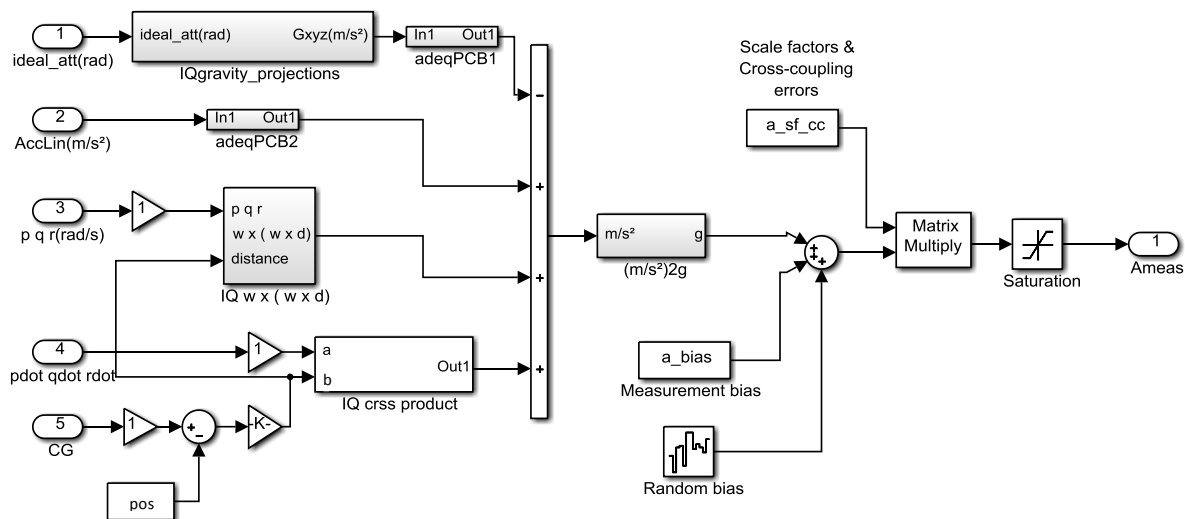 1
ideal_att(rad)
ideal_att(rad) Gxyz(m/s²)
IQgravity_projections
In1 Out1
adeqPCB1
2
AccLin(m/s²)
In1 Out1
adeqPCB2
3
p q r(rad/s)
1
p q r
w x ( w x d)
distance
IQ w x ( w x d)
4
pdot qdot rdot
1
a
b
Out1
IQ crss product
5
CG
1
+
−
-K-
pos
−
+
+
+
m/s² g
(m/s²)2g
Scale factors &
Cross-coupling
errors
a_sf_cc
+
+
+
a_bias
Measurement bias
Random bias
Matrix
Multiply
Saturation
1
Ameas